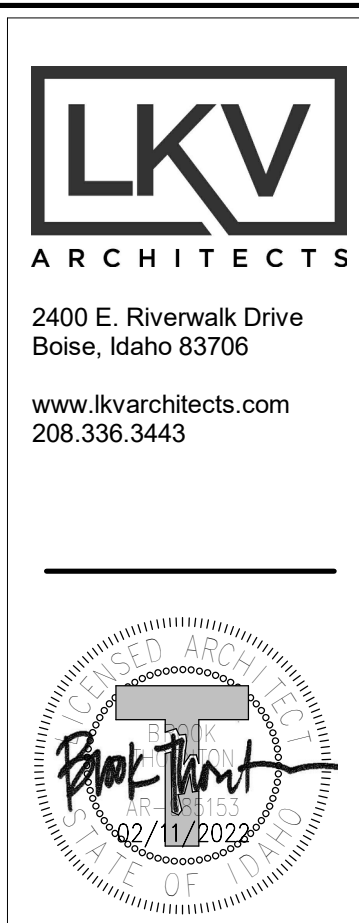 LKV
ARCHITECTS
2400 E. Riverwalk Drive
Boise, Idaho 83706
www.lkvarchitects.com
208.336.3443
LICENSED ARCHITECT
BROOK
THORNTON
02/11/2022
STATE OF IDAHO